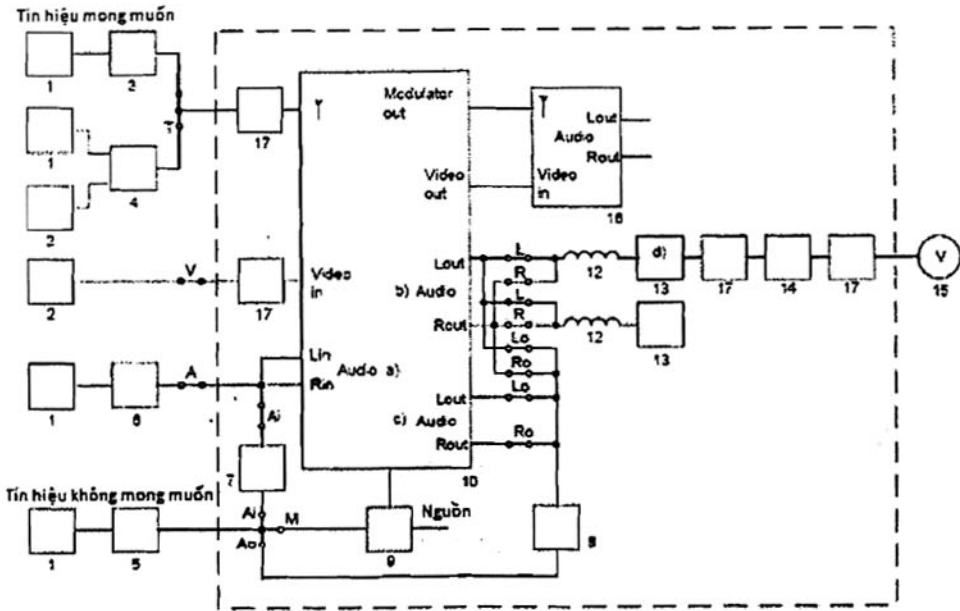 Tín hiệu mong muốn
1
2
T
1
4
2
17
Modulator
out
Lout
Audio
Rout
Video
out
Video
in
16
2
V
17
Video
in
Lout
b) Audio
Rout
L
R
L
R
Lo
Ro
12
d)
13
17
14
17
V
15
12
13
1
6
A
Lin
Audio a)
Rin
Ai
7
Lout
c) Audio
Rout
Lo
Ro
10
Tín hiệu không mong muốn
1
5
Ai
M
Ao
Nguồn
9
8